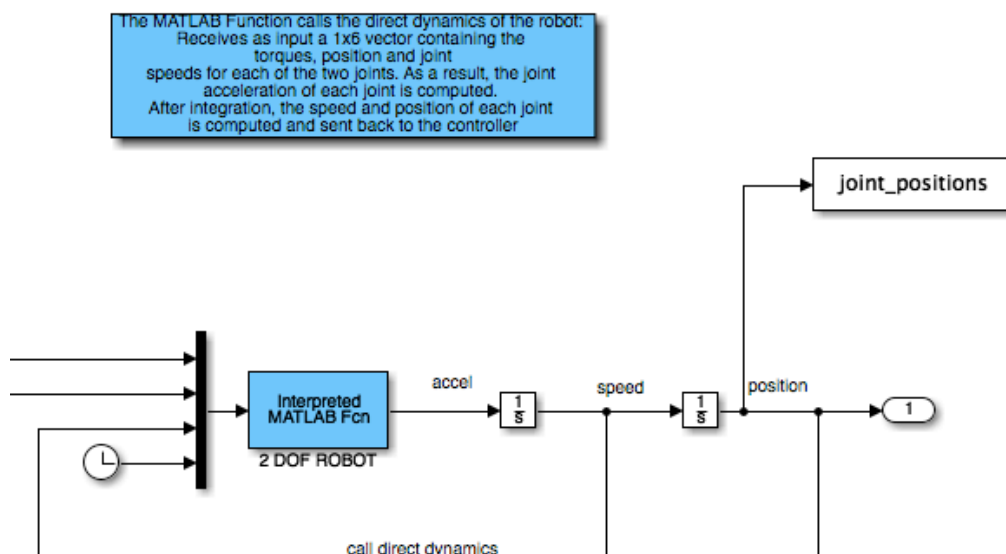 The MATLAB Function calls the direct dynamics of the robot:
Receives as input a 1x6 vector containing the
torques, position and joint
speeds for each of the two joints. As a result, the joint
acceleration of each joint is computed.
After integration, the speed and position of each joint
is computed and sent back to the controller
joint_positions
accel
speed
position
Interpreted
MATLAB Fcn
1
s
1
s
1
2 DOF ROBOT
call direct dynamics